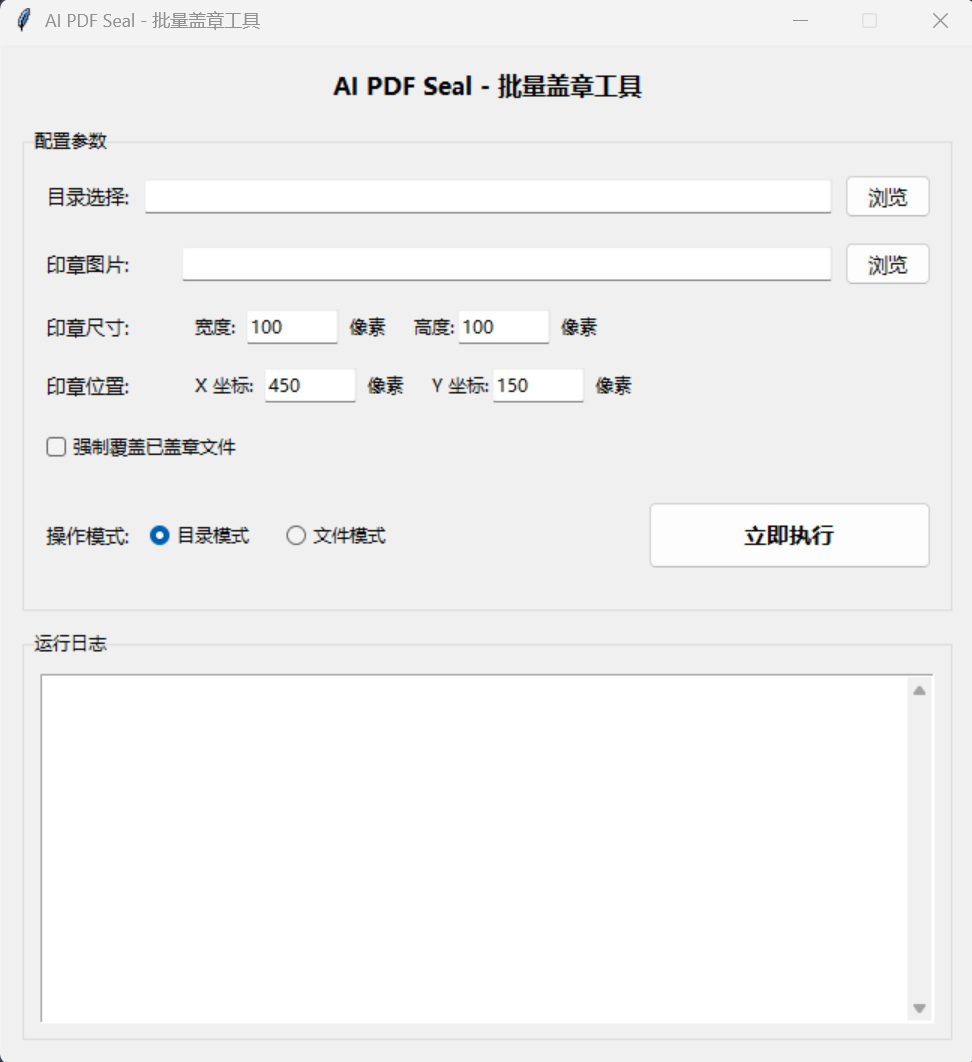 AI PDF Seal - 批量盖章工具
AI PDF Seal - 批量盖章工具
配置参数
目录选择: 浏览
印章图片: 浏览
印章尺寸: 宽度: 100 像素 高度: 100 像素
印章位置: X 坐标: 450 像素 Y 坐标: 150 像素
强制覆盖已盖章文件
操作模式: 目录模式 文件模式 立即执行
运行日志